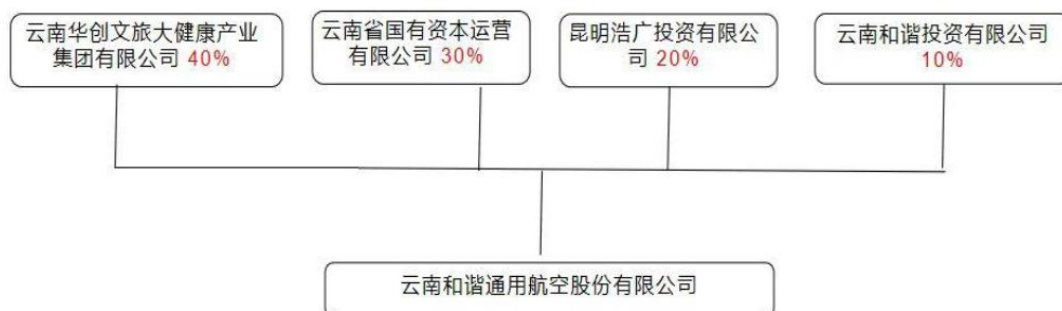 云南华创文旅大健康产业
集团有限公司 40%
云南省国有资本运营
有限公司 30%
昆明浩广投资有限公
司 20%
云南和谐投资有限公司
10%
云南和谐通用航空股份有限公司